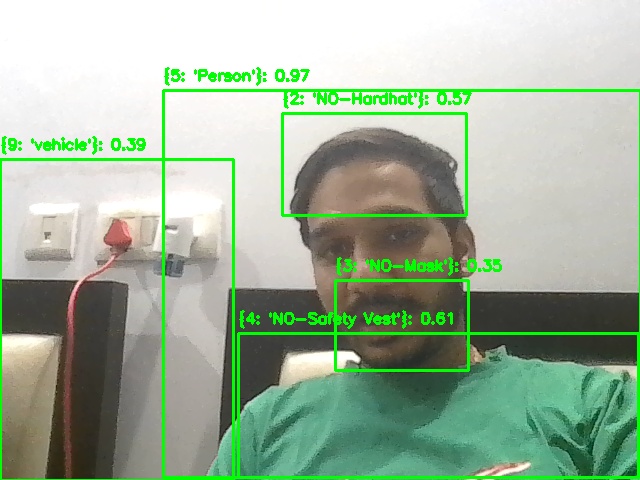 {5: 'Person'}: 0.97
{2: 'NO-Hardhat'}: 0.57
{9: 'vehicle'}: 0.39
{3: 'NO-Mask'}: 0.35
{4: 'NO-Safety Vest'}: 0.61